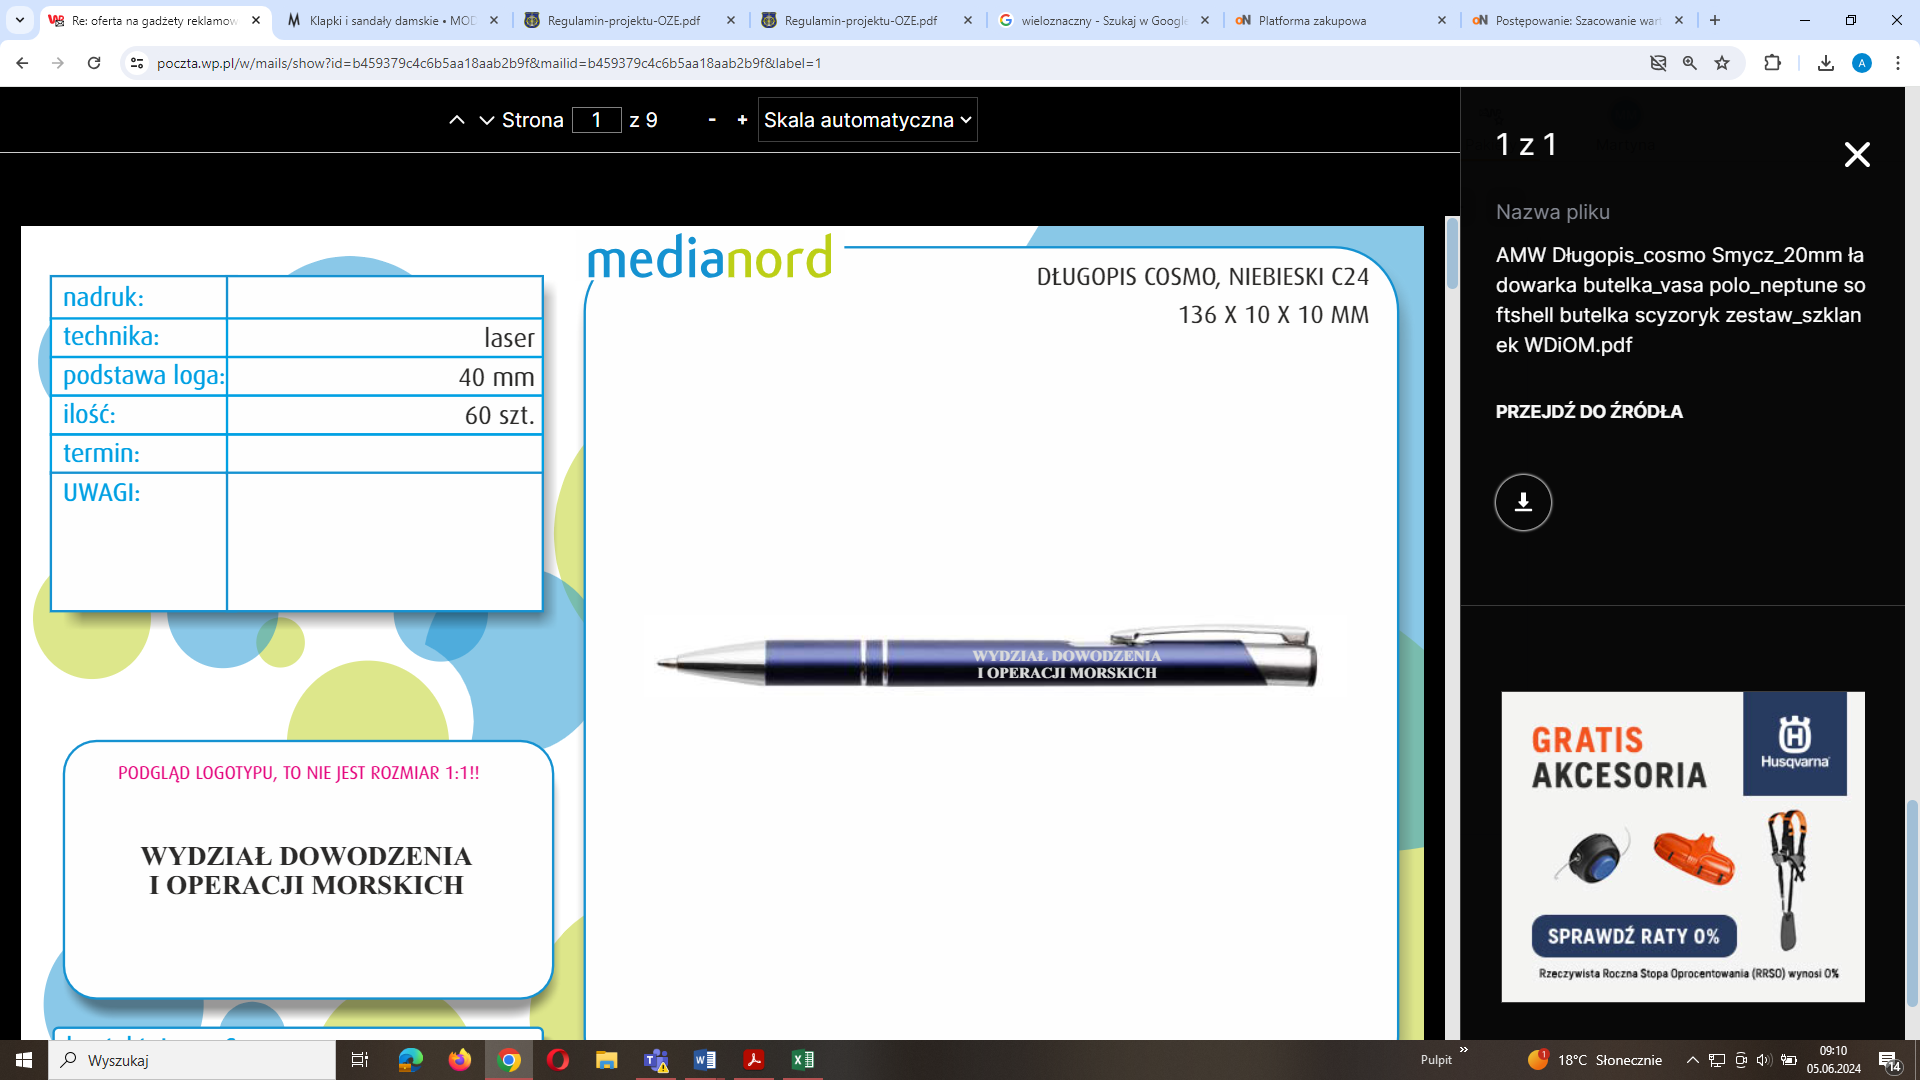 Re: oferta na gadżety reklamow
Klapki i sandały damskie • MOD
Regulamin-projektu-OZE.pdf
Regulamin-projektu-OZE.pdf
wieloznaczny - Szukaj w Google
Platforma zakupowa
Postępowanie: Szacowanie wart
poczta.wp.pl/w/mails/show?id=b459379c4c6b5aa18aab2b9f&mailid=b459379c4c6b5aa18aab2b9f&label=1
A
Strona 1 z 9 - + Skala automatyczna
medianord
DŁUGOPIS COSMO, NIEBIESKI C24
136 X 10 X 10 MM
nadruk:
technika: laser
podstawa loga: 40 mm
ilość: 60 szt.
termin:
UWAGI:
WYDZIAŁ DOWODZENIA
I OPERACJI MORSKICH
PODGLĄD LOGOTYPU, TO NIE JEST ROZMIAR 1:1!!
WYDZIAŁ DOWODZENIA
I OPERACJI MORSKICH
1 z 1
Nazwa pliku
AMW Długopis_cosmo Smycz_20mm ła
dowarka butelka_vasa polo_neptune so
ftshell butelka scyzoryk zestaw_szklan
ek WDiOM.pdf
PRZEJDŹ DO ŹRÓDŁA
GRATIS
AKCESORIA
Husqvarna
SPRAWDŹ RATY 0%
Rzeczywista Roczna Stopa Oprocentowania (RRSO) wynosi 0%
Wyszukaj
Pulpit
1
18°C Słonecznie
09:10
05.06.2024
14